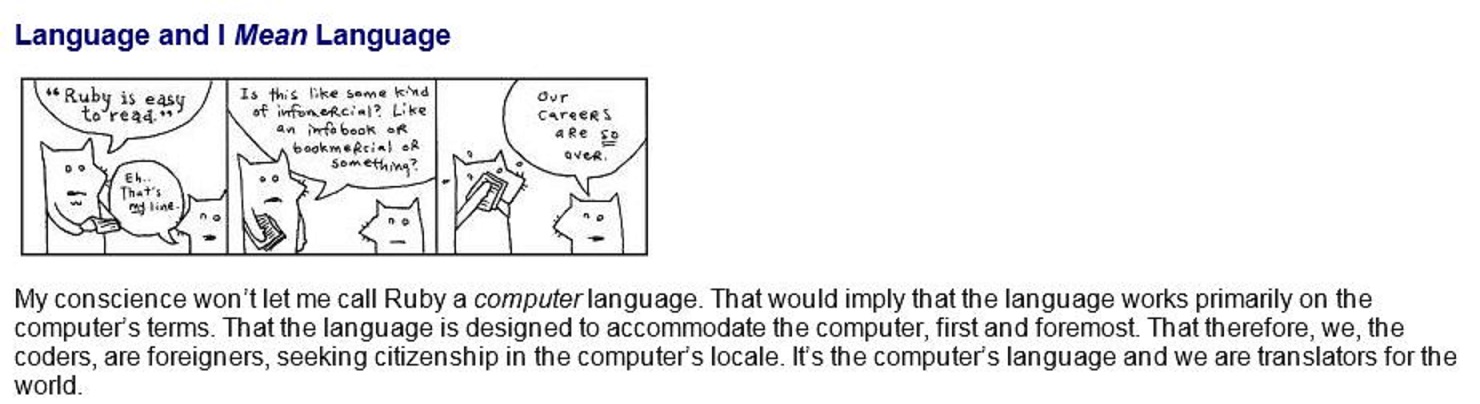 Language and I Mean Language
“Ruby is easy
to read.”
Eh..
That's
my line.
Is this like some kind
of infomercial? Like
an infobook or
bookmercial or
something?
Our
careers
are so
over.
My conscience won’t let me call Ruby a computer language. That would imply that the language works primarily on the
computer’s terms. That the language is designed to accommodate the computer, first and foremost. That therefore, we, the
coders, are foreigners, seeking citizenship in the computer’s locale. It’s the computer’s language and we are translators for the
world.